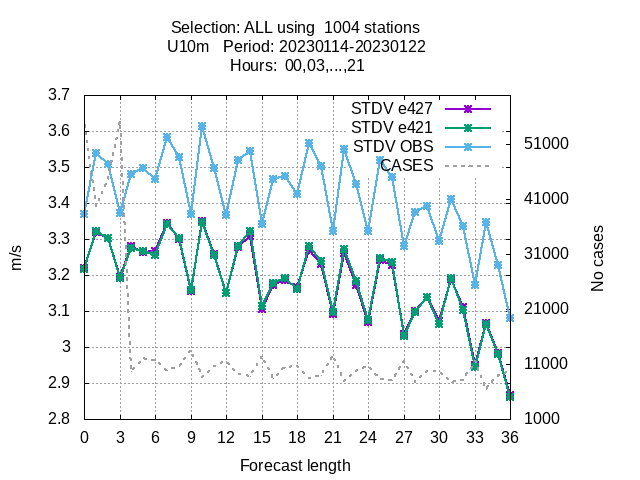 Selection: ALL using  1004 stations
U10m   Period: 20230114-20230122
Hours:  00,03,...,21
3.7
3.6
3.5
3.4
3.3
3.2
3.1
3
2.9
2.8
m/s
STDV e427
STDV e421
STDV OBS
CASES
51000
41000
31000
21000
11000
1000
No cases
0 3 6 9 12 15 18 21 24 27 30 33 36
Forecast length